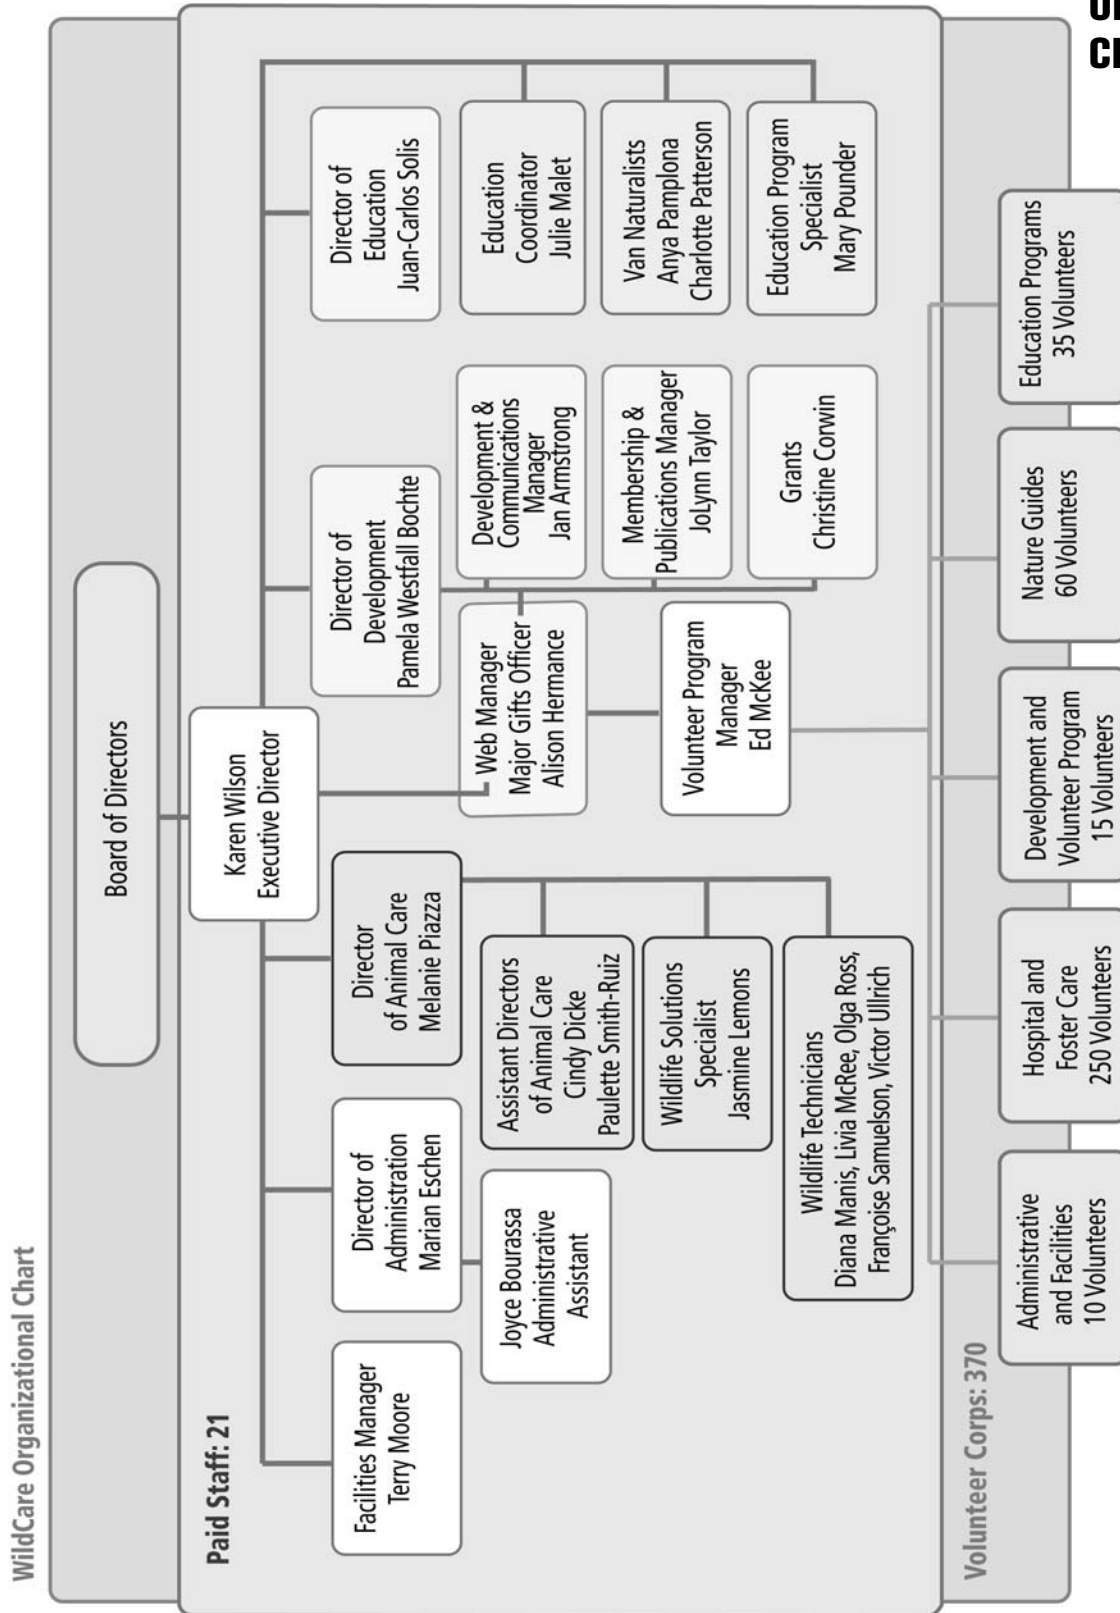 WildCare Organizational Chart
Board of Directors
Paid Staff: 21
Karen Wilson
Executive Director
Facilities Manager
Terry Moore
Director of
Administration
Marian Eschen
Joyce Bourassa
Administrative
Assistant
Director
of Animal Care
Melanie Piazza
Assistant Directors
of Animal Care
Cindy Dicke
Paulette Smith-Ruiz
Wildlife Solutions
Specialist
Jasmine Lemons
Wildlife Technicians
Diana Manis, Livia McRee, Olga Ross,
Françoise Samuelson, Victor Ullrich
Web Manager
Major Gifts Officer
Alison Hermance
Volunteer Program
Manager
Ed McKee
Director of
Development
Pamela Westfall Bochte
Development &
Communications
Manager
Jan Armstrong
Membership &
Publications Manager
JoLynn Taylor
Grants
Christine Corwin
Director of
Education
Juan-Carlos Solis
Education
Coordinator
Julie Malet
Van Naturalists
Anya Pamplona
Charlotte Patterson
Education Program
Specialist
Mary Pounder
Volunteer Corps: 370
Administrative
and Facilities
10 Volunteers
Hospital and
Foster Care
250 Volunteers
Development and
Volunteer Program
15 Volunteers
Nature Guides
60 Volunteers
Education Programs
35 Volunteers